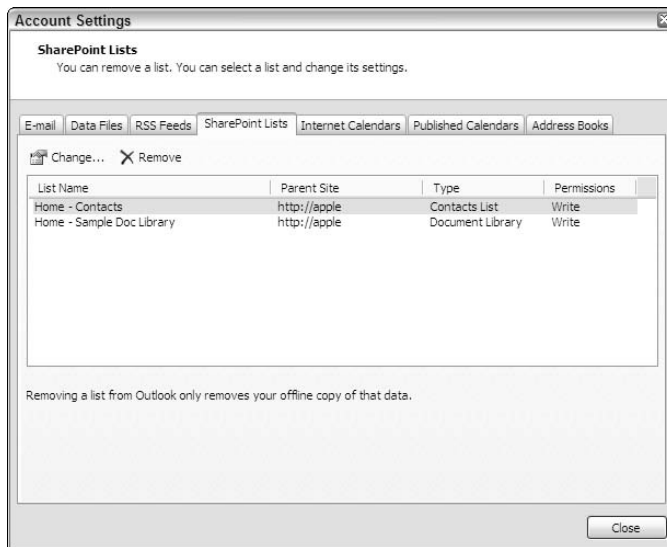 Account Settings
SharePoint Lists
You can remove a list. You can select a list and change its settings.
E-mail Data Files RSS Feeds SharePoint Lists Internet Calendars Published Calendars Address Books
Change... Remove
List Name Parent Site Type Permissions
Home - Contacts http://apple Contacts List Write
Home - Sample Doc Library http://apple Document Library Write
Removing a list from Outlook only removes your offline copy of that data.
Close